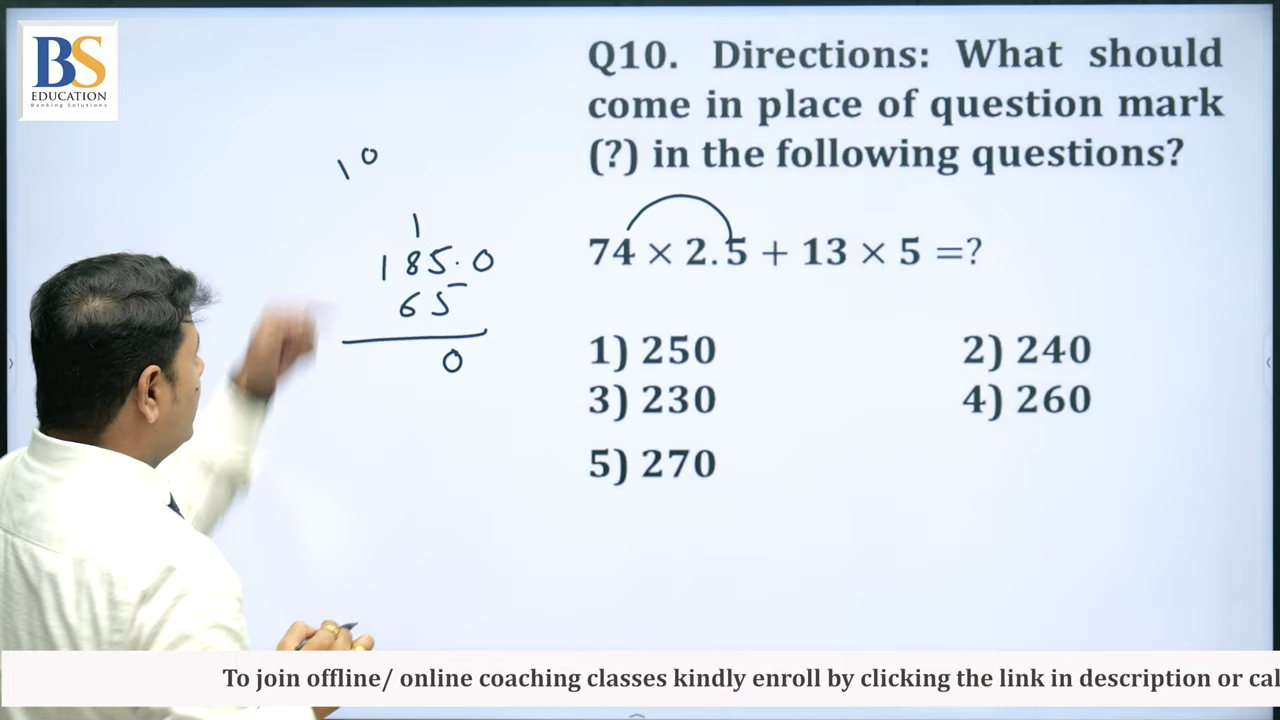 BS
EDUCATION
Banking Solutions
Q10. Directions: What should
come in place of question mark
(?) in the following questions?
74 × 2.5 + 13 × 5 =?
1) 250
2) 240
3) 230
4) 260
5) 270
10
1
185.0
65
0
To join offline/ online coaching classes kindly enroll by clicking the link in description or cal